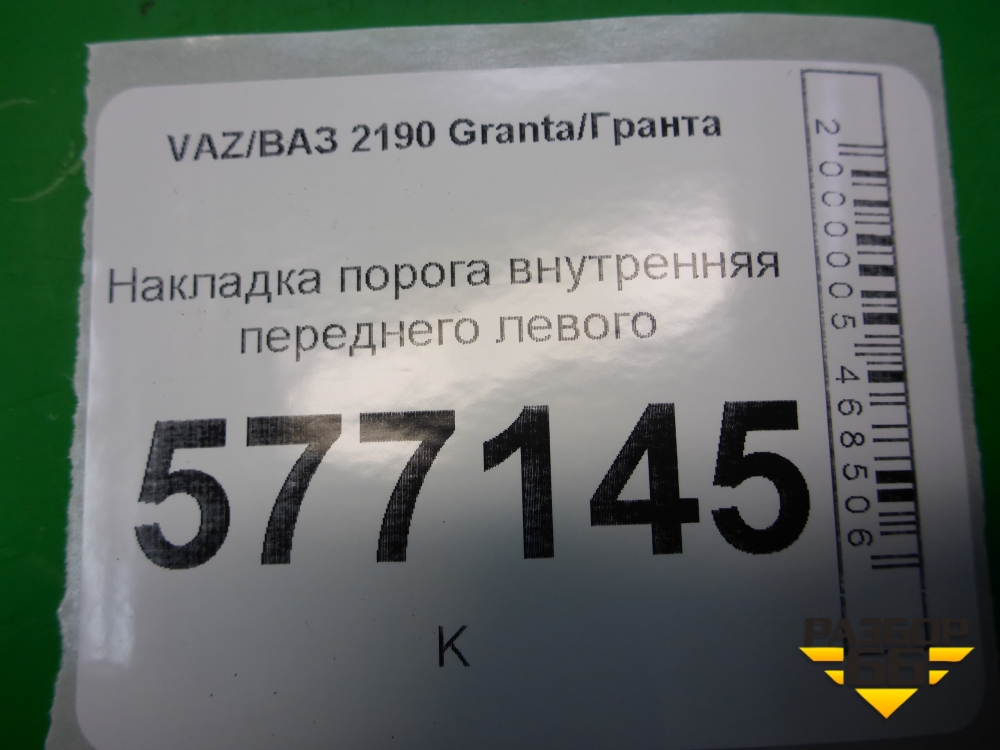 VAZ/ВАЗ 2190 Granta/Гранта
Накладка порога внутренняя
переднего левого
577145
К
2000005468506
РАЗБОР
66